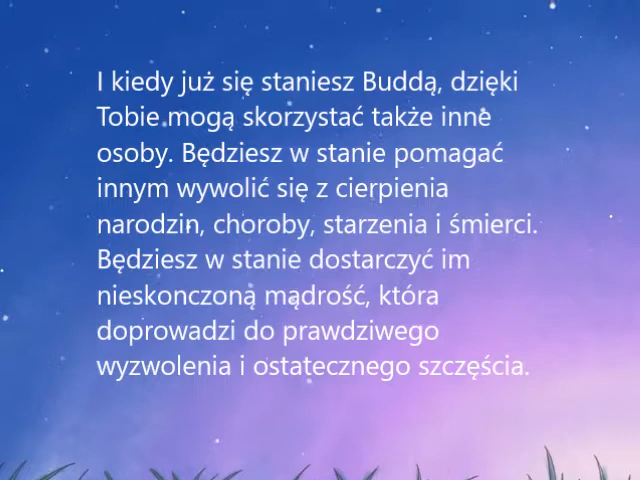 I kiedy już się staniesz Buddą, dzięki
Tobie mogą skorzystać także inne
osoby. Będziesz w stanie pomagać
innym wywolić się z cierpienia
narodzin, choroby, starzenia i śmierci.
Będziesz w stanie dostarczyć im
nieskonczoną mądrość, która
doprowadzi do prawdziwego
wyzwolenia i ostatecznego szczęścia.